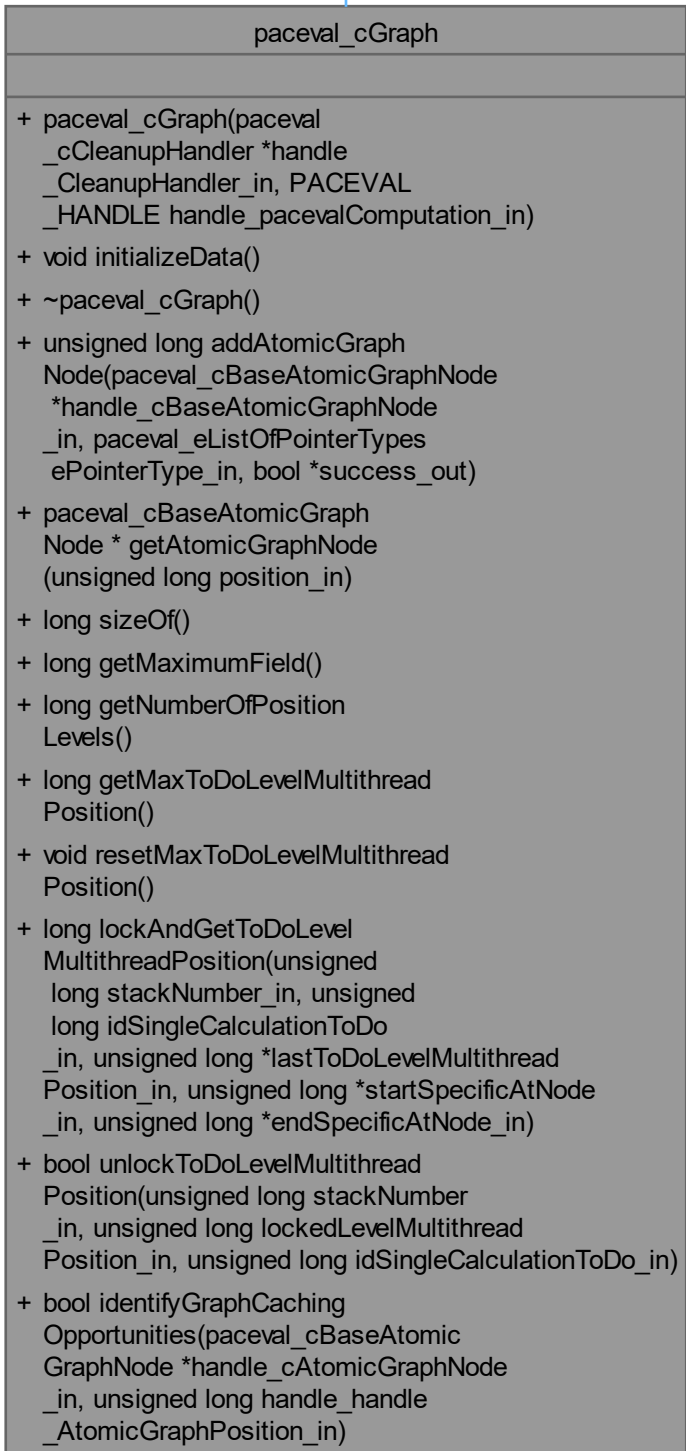 paceval_cGraph
+ paceval_cGraph(paceval
_cCleanupHandler *handle
_CleanupHandler_in, PACEVAL
_HANDLE handle_pacevalComputation_in)
+ void initializeData()
+ ~paceval_cGraph()
+ unsigned long addAtomicGraph
Node(paceval_cBaseAtomicGraphNode
*handle_cBaseAtomicGraphNode
_in, paceval_eListOfPointerTypes
ePointerType_in, bool *success_out)
+ paceval_cBaseAtomicGraph
Node * getAtomicGraphNode
(unsigned long position_in)
+ long sizeOf()
+ long getMaximumField()
+ long getNumberOfPosition
Levels()
+ long getMaxToDoLevelMultithread
Position()
+ void resetMaxToDoLevelMultithread
Position()
+ long lockAndGetToDoLevel
MultithreadPosition(unsigned
long stackNumber_in, unsigned
long idSingleCalculationToDo
_in, unsigned long *lastToDoLevelMultithread
Position_in, unsigned long *startSpecificAtNode
_in, unsigned long *endSpecificAtNode_in)
+ bool unlockToDoLevelMultithread
Position(unsigned long stackNumber
_in, unsigned long lockedLevelMultithread
Position_in, unsigned long idSingleCalculationToDo_in)
+ bool identifyGraphCaching
Opportunities(paceval_cBaseAtomic
GraphNode *handle_cAtomicGraphNode
_in, unsigned long handle_handle
_AtomicGraphPosition_in)